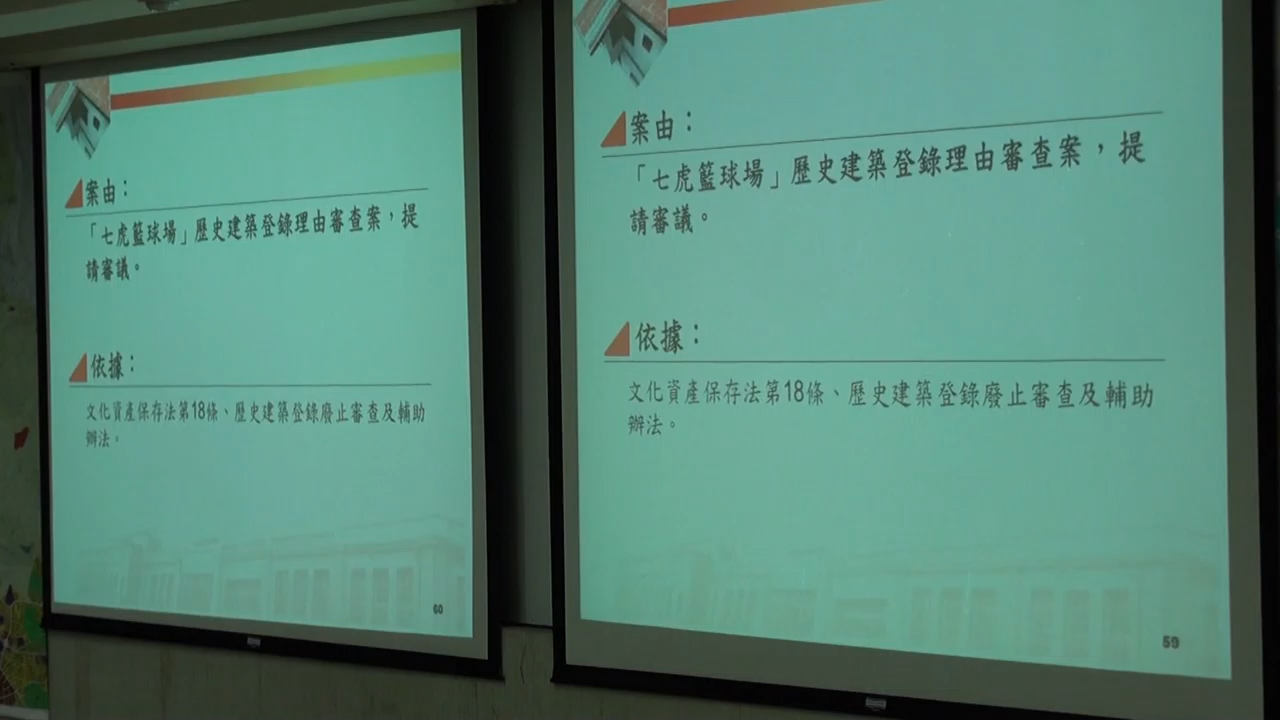 案由：
「七虎籃球場」歷史建築登錄理由審查案，提
請審議。
依據：
文化資產保存法第18條、歷史建築登錄廢止審查及輔助
辦法。
60
案由：
「七虎籃球場」歷史建築登錄理由審查案，提
請審議。
依據：
文化資產保存法第18條、歷史建築登錄廢止審查及輔助
辦法。
59